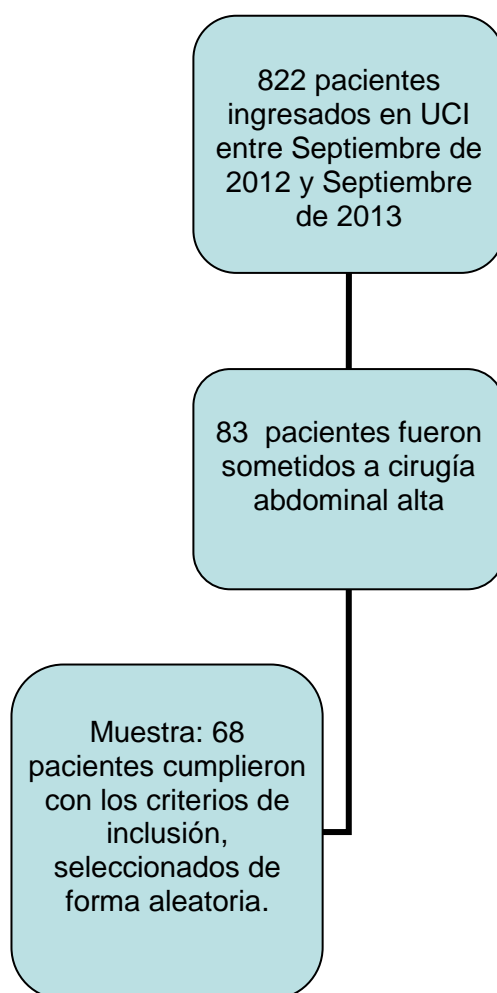 822 pacientes
ingresados en UCI
entre Septiembre de
2012 y Septiembre
de 2013
83 pacientes fueron
sometidos a cirugía
abdominal alta
Muestra: 68
pacientes cumplieron
con los criterios de
inclusión,
seleccionados de
forma aleatoria.